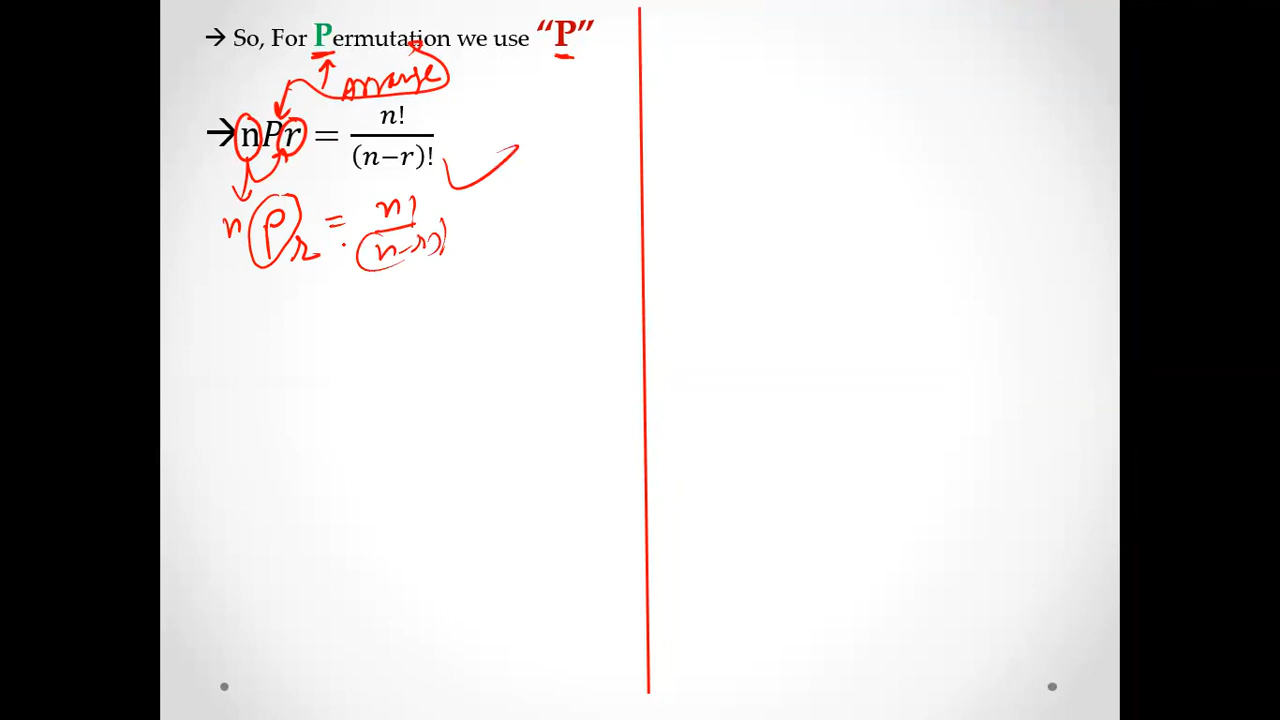 → So, For Permutation we use “P”
Arrange
→ nPr = n! / (n−r)!
nPr = n! / (n-r)!